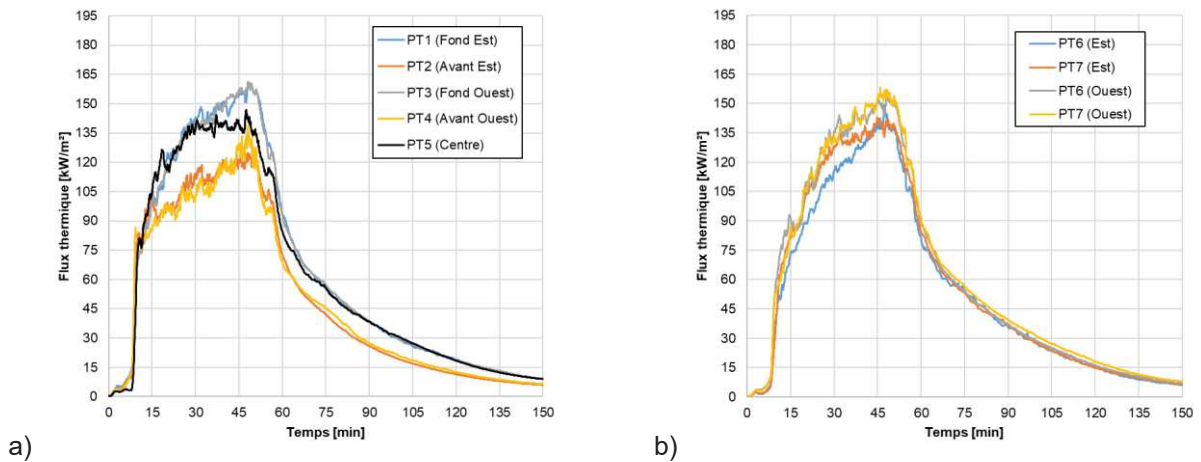 195
180
165
150
135
120
105
90
75
60
45
30
15
0
Flux thermique [kW/m²]
0 15 30 45 60 75 90 105 120 135 150
Temps [min]
PT1 (Fond Est)
PT2 (Avant Est)
PT3 (Fond Ouest)
PT4 (Avant Ouest)
PT5 (Centre)
a)
195
180
165
150
135
120
105
90
75
60
45
30
15
0
Flux thermique [kW/m²]
0 15 30 45 60 75 90 105 120 135 150
Temps [min]
PT6 (Est)
PT7 (Est)
PT6 (Ouest)
PT7 (Ouest)
b)